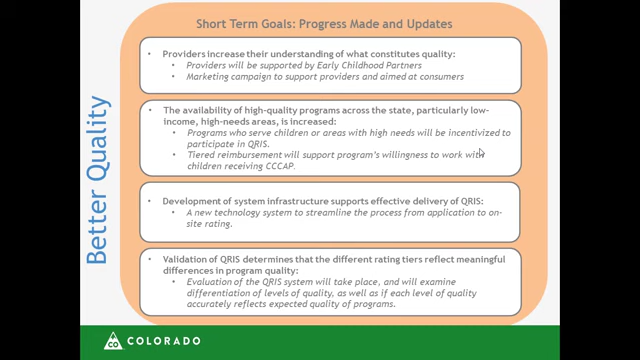 Short Term Goals: Progress Made and Updates
Better Quality
• Providers increase their understanding of what constitutes quality:
• Providers will be supported by Early Childhood Partners
• Marketing campaign to support providers and aimed at consumers
• The availability of high-quality programs across the state, particularly low-
income, high-needs areas, is increased:
• Programs who serve children or areas with high needs will be incentivized to
participate in QRIS.
• Tiered reimbursement will support program's willingness to work with
children receiving CCCAP.
• Development of system infrastructure supports effective delivery of QRIS:
• A new technology system to streamline the process from application to on-
site rating.
• Validation of QRIS determines that the different rating tiers reflect meaningful
differences in program quality:
• Evaluation of the QRIS system will take place, and will examine
differentiation of levels of quality, as well as if each level of quality
accurately reflects expected quality of programs.
CO
COLORADO